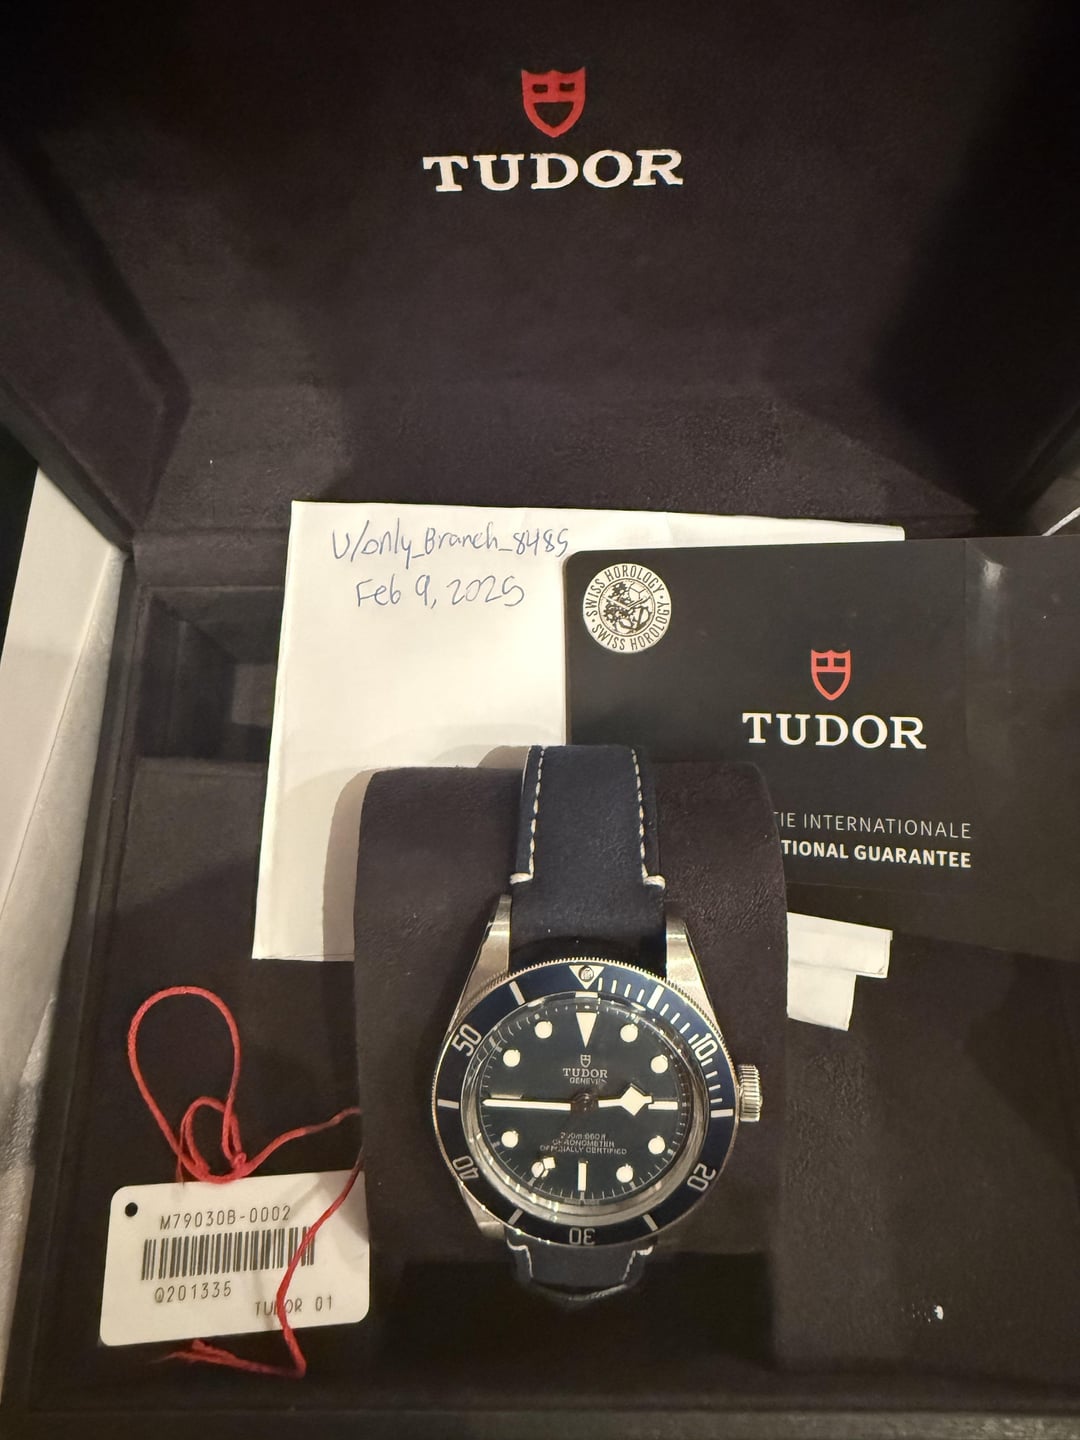 TUDOR
U/only_Branch_8485
Feb 9, 2025
SWISS HOROLOGY · SWISS HOROLOGY ·
TUDOR
TIE INTERNATIONALE
TIONAL GUARANTEE
50
10
TUDOR
GENEVE
200m:660ft
CHRONOMETER
OFFICIALLY CERTIFIED
40
20
30
M79030B-0002
Q201335
TUDOR 01